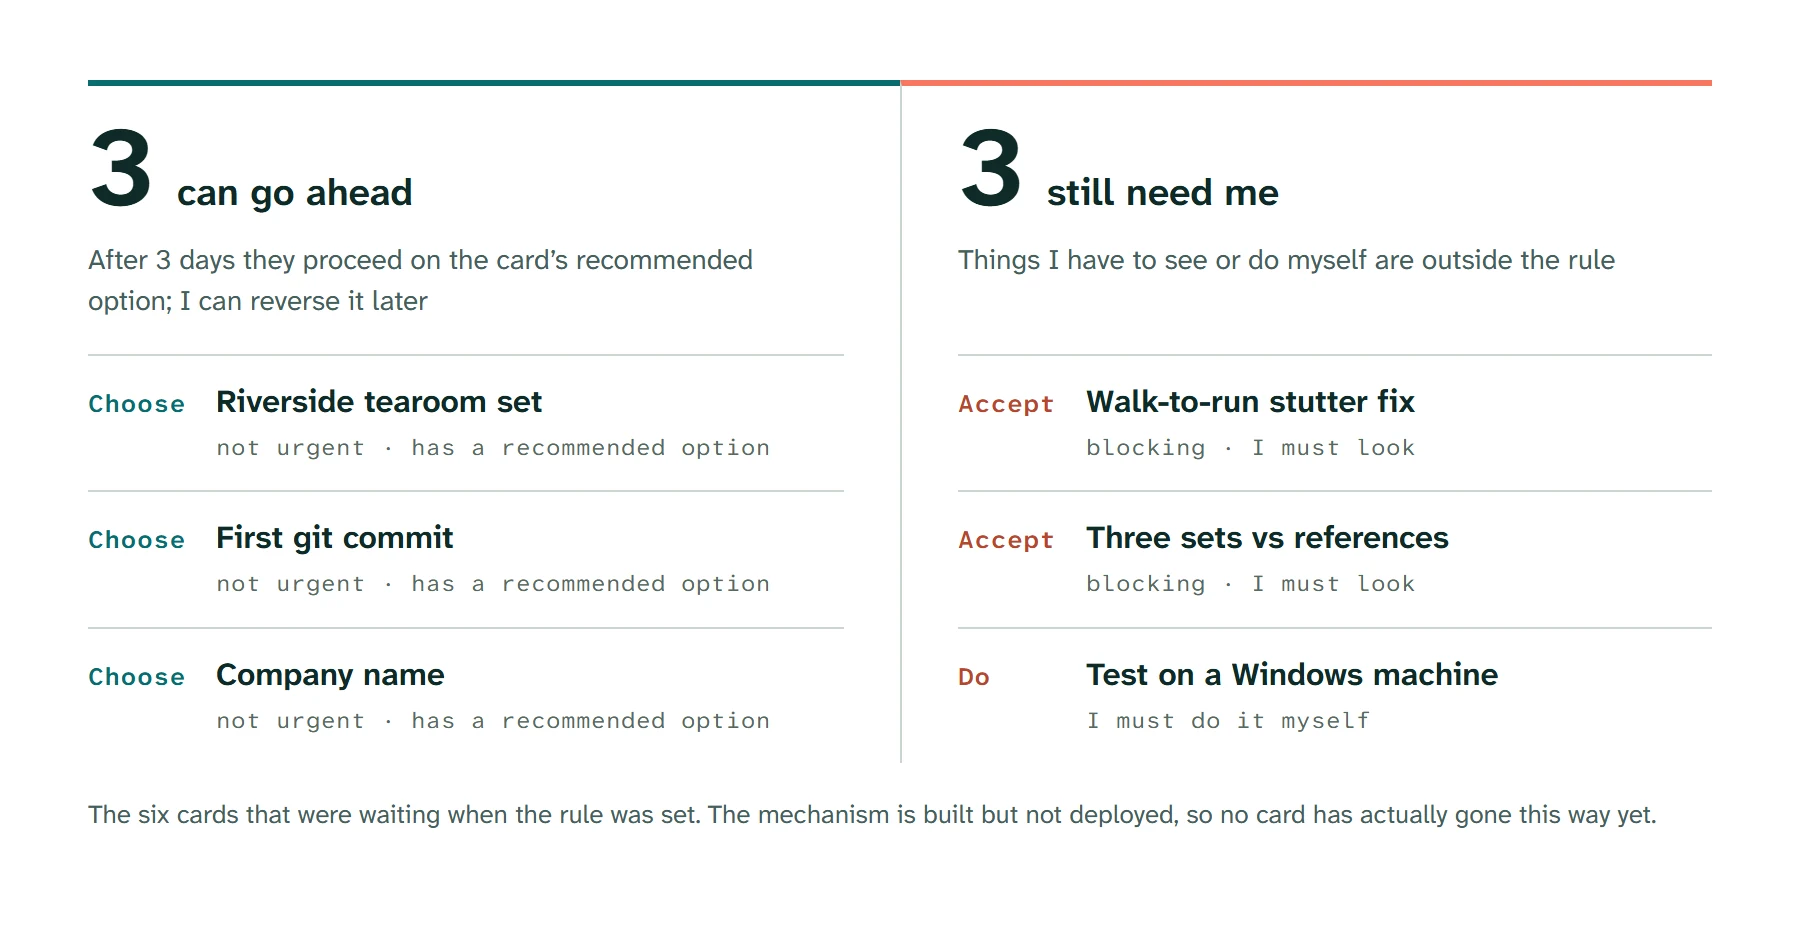 3 can go ahead
After 3 days they proceed on the card’s recommended
option; I can reverse it later
Choose Riverside tearoom set
not urgent · has a recommended option
Choose First git commit
not urgent · has a recommended option
Choose Company name
not urgent · has a recommended option
3 still need me
Things I have to see or do myself are outside the rule
Accept Walk-to-run stutter fix
blocking · I must look
Accept Three sets vs references
blocking · I must look
Do Test on a Windows machine
I must do it myself
The six cards that were waiting when the rule was set. The mechanism is built but not deployed, so no card has actually gone this way yet.